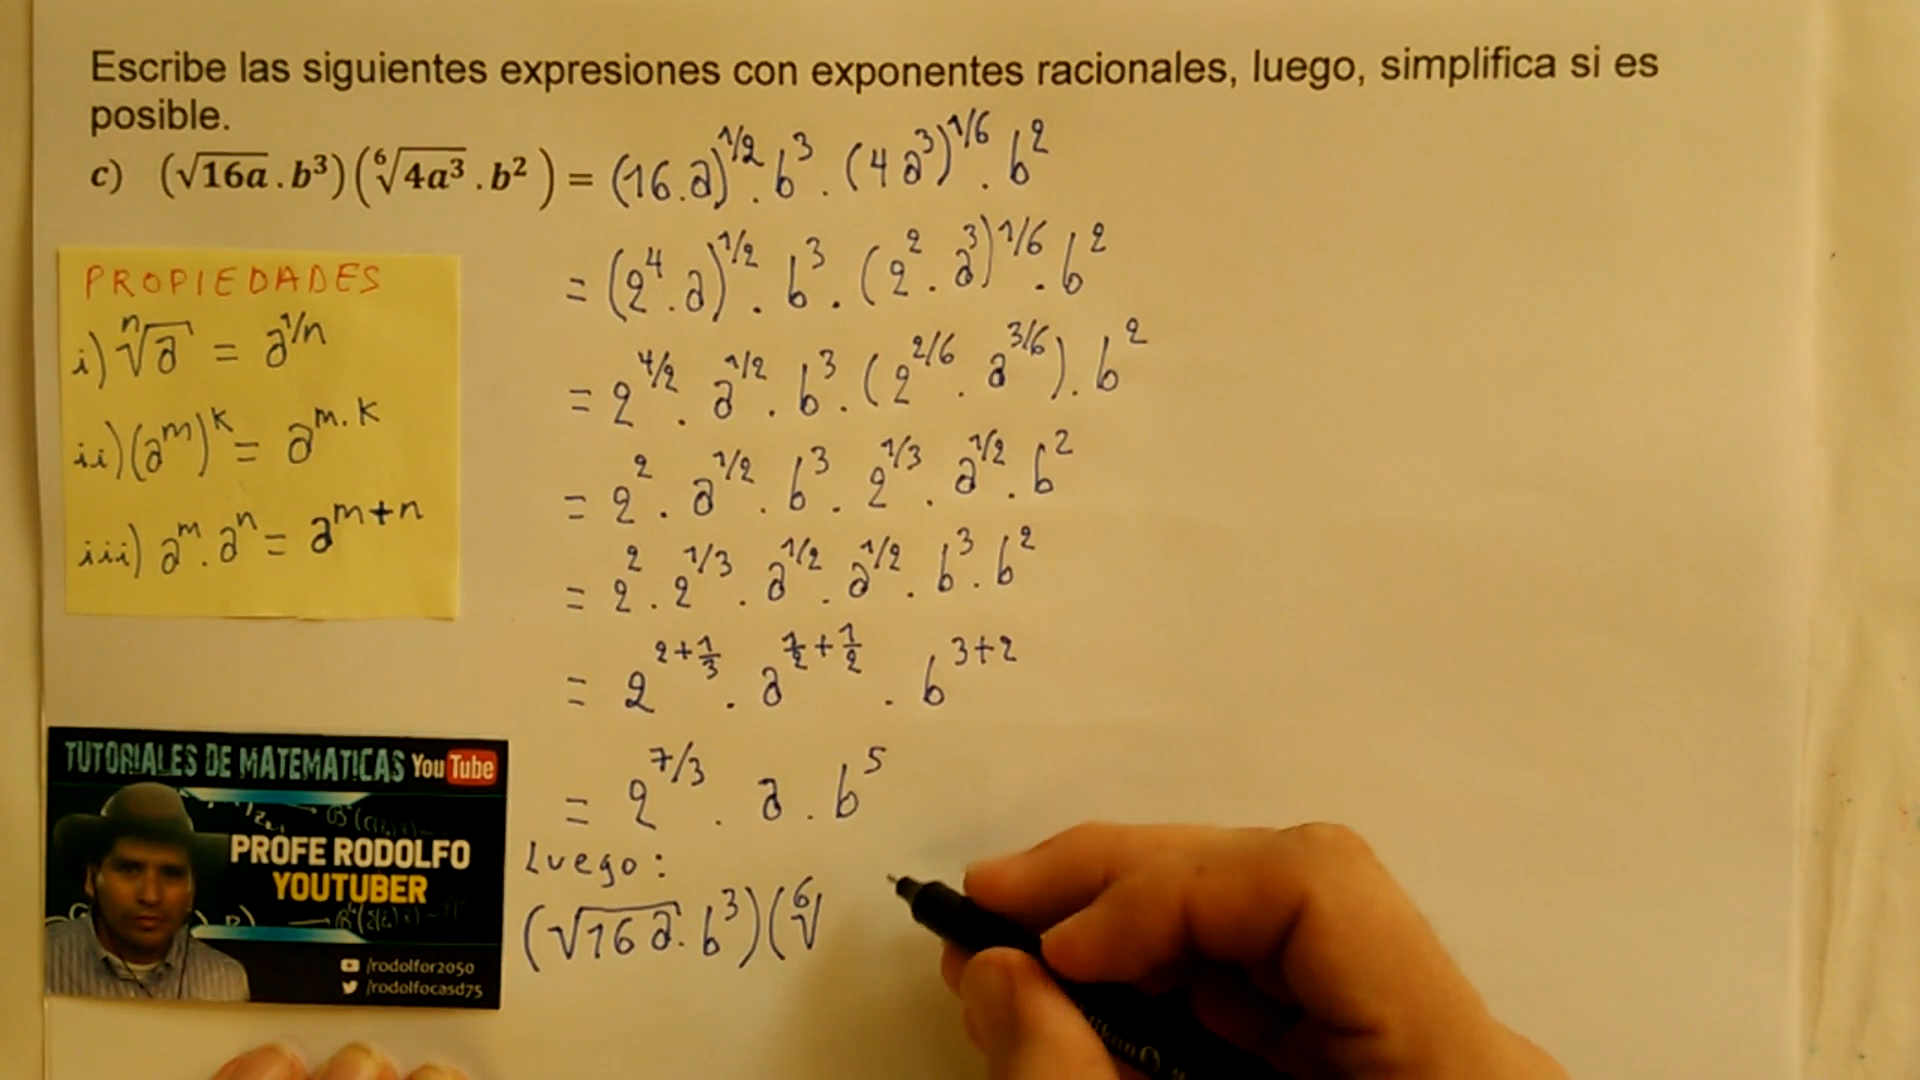 Escribe las siguientes expresiones con exponentes racionales, luego, simplifica si es
posible.
c) (√16a . b³)(⁶√4a³ . b²) = (16.a)^1/2 . b³ . (4a³)^1/6 . b²
= (2⁴.a)^1/2 . b³ . (2².a³)^1/6 . b²
= 2^4/2 . a^1/2 . b³ . (2^2/6 . a^3/6) . b²
= 2² . a^1/2 . b³ . 2^1/3 . a^1/2 . b²
= 2² . 2^1/3 . a^1/2 . a^1/2 . b³ . b²
= 2^(2+1/3) . a^(1/2+1/2) . b^(3+2)
= 2^7/3 . a . b⁵
Luego:
(√16a . b³)(⁶√
PROPIEDADES
i) ⁿ√a = a^1/n
ii) (a^m)^k = a^m.k
iii) a^m . a^n = a^m+n
TUTORIALES DE MATEMATICAS YouTube
PROFE RODOLFO
YOUTUBER
/rodolfor2050
/rodolfocasd75